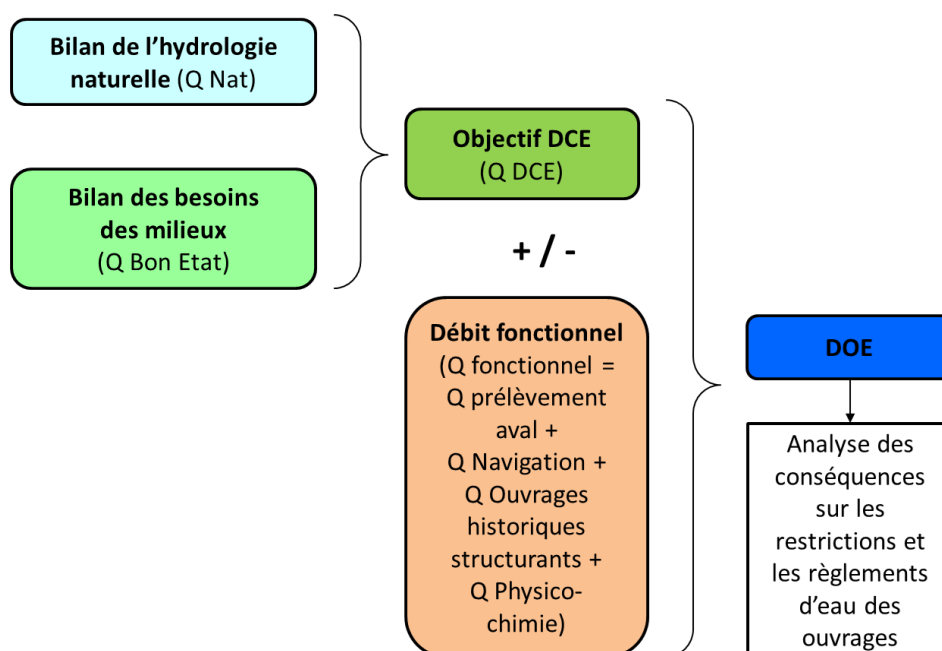 Bilan de l'hydrologie
naturelle (Q Nat)
Bilan des besoins
des milieux
(Q Bon Etat)
Objectif DCE
(Q DCE)
+ / -
Débit fonctionnel
(Q fonctionnel =
Q prélèvement
aval +
Q Navigation +
Q Ouvrages
historiques
structurants +
Q Physico-
chimie)
DOE
Analyse des
conséquences
sur les
restrictions et
les règlements
d'eau des
ouvrages